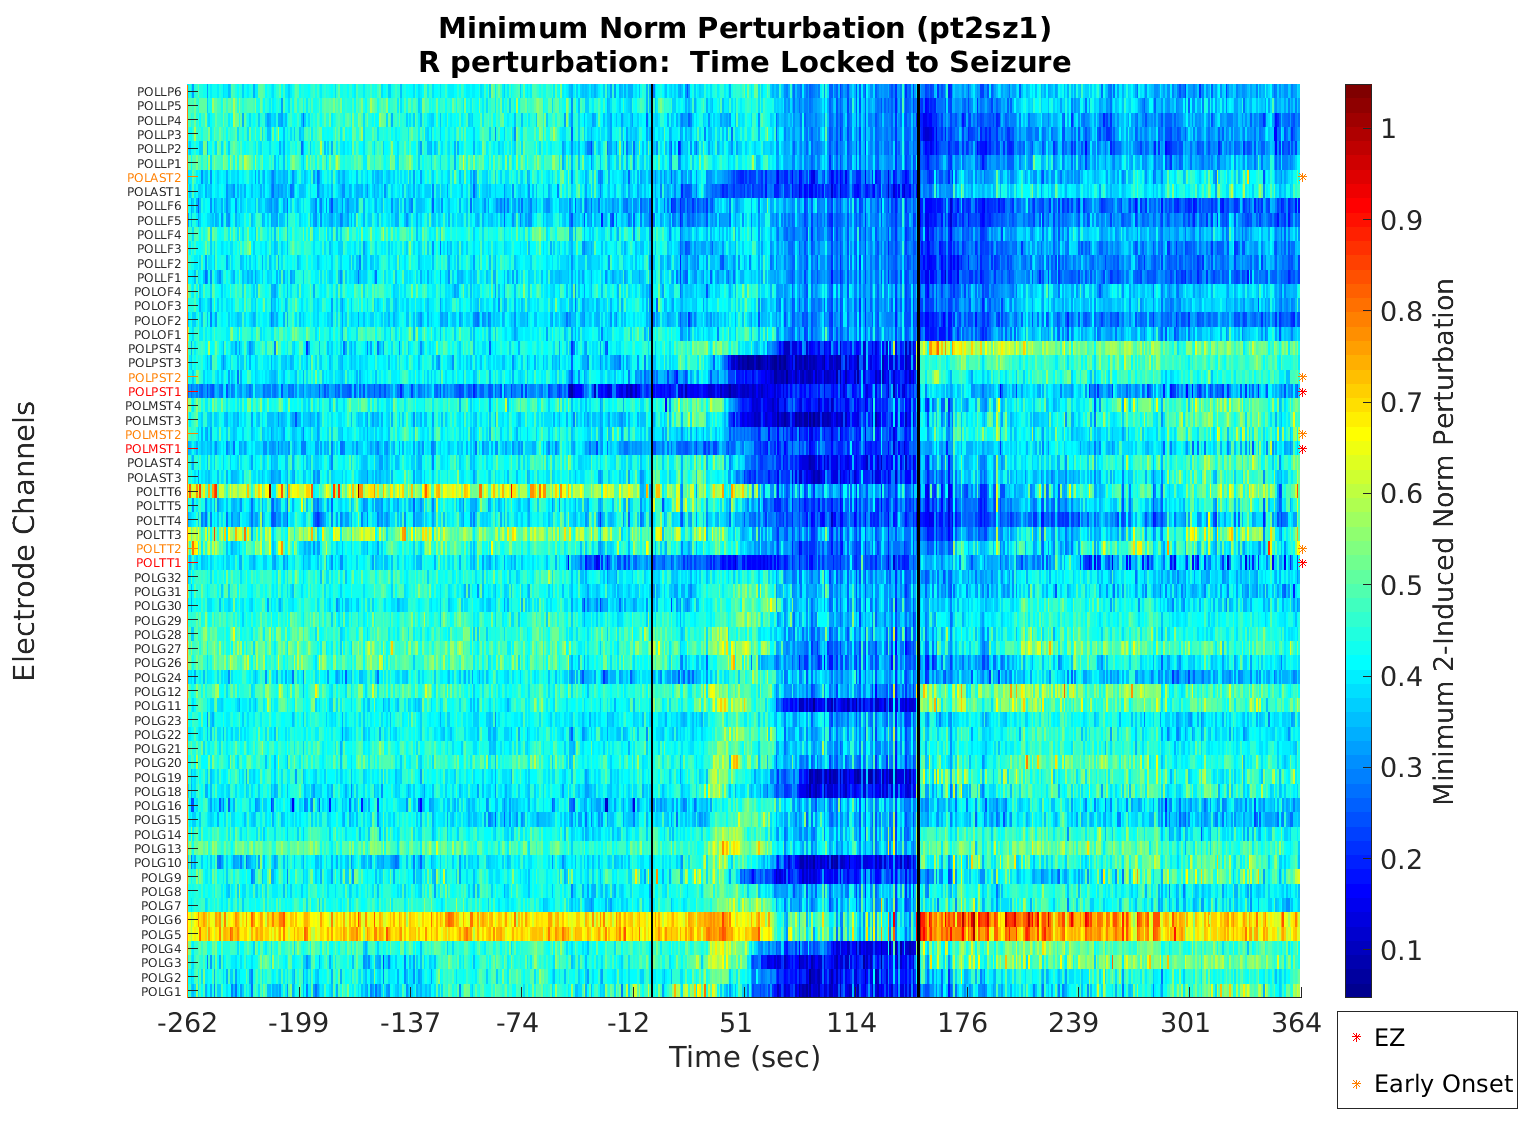 Minimum Norm Perturbation (pt2sz1)
R perturbation:  Time Locked to Seizure
Electrode Channels
POLLP6
POLLP5
POLLP4
POLLP3
POLLP2
POLLP1
POLAST2
POLAST1
POLLF6
POLLF5
POLLF4
POLLF3
POLLF2
POLLF1
POLOF4
POLOF3
POLOF2
POLOF1
POLPST4
POLPST3
POLPST2
POLPST1
POLMST4
POLMST3
POLMST2
POLMST1
POLAST4
POLAST3
POLTT6
POLTT5
POLTT4
POLTT3
POLTT2
POLTT1
POLG32
POLG31
POLG30
POLG29
POLG28
POLG27
POLG26
POLG24
POLG12
POLG11
POLG23
POLG22
POLG21
POLG20
POLG19
POLG18
POLG16
POLG15
POLG14
POLG13
POLG10
POLG9
POLG8
POLG7
POLG6
POLG5
POLG4
POLG3
POLG2
POLG1
-262 -199 -137 -74 -12 51 114 176 239 301 364
Time (sec)
1
0.9
0.8
0.7
0.6
0.5
0.4
0.3
0.2
0.1
Minimum 2-Induced Norm Perturbation
EZ
Early Onset